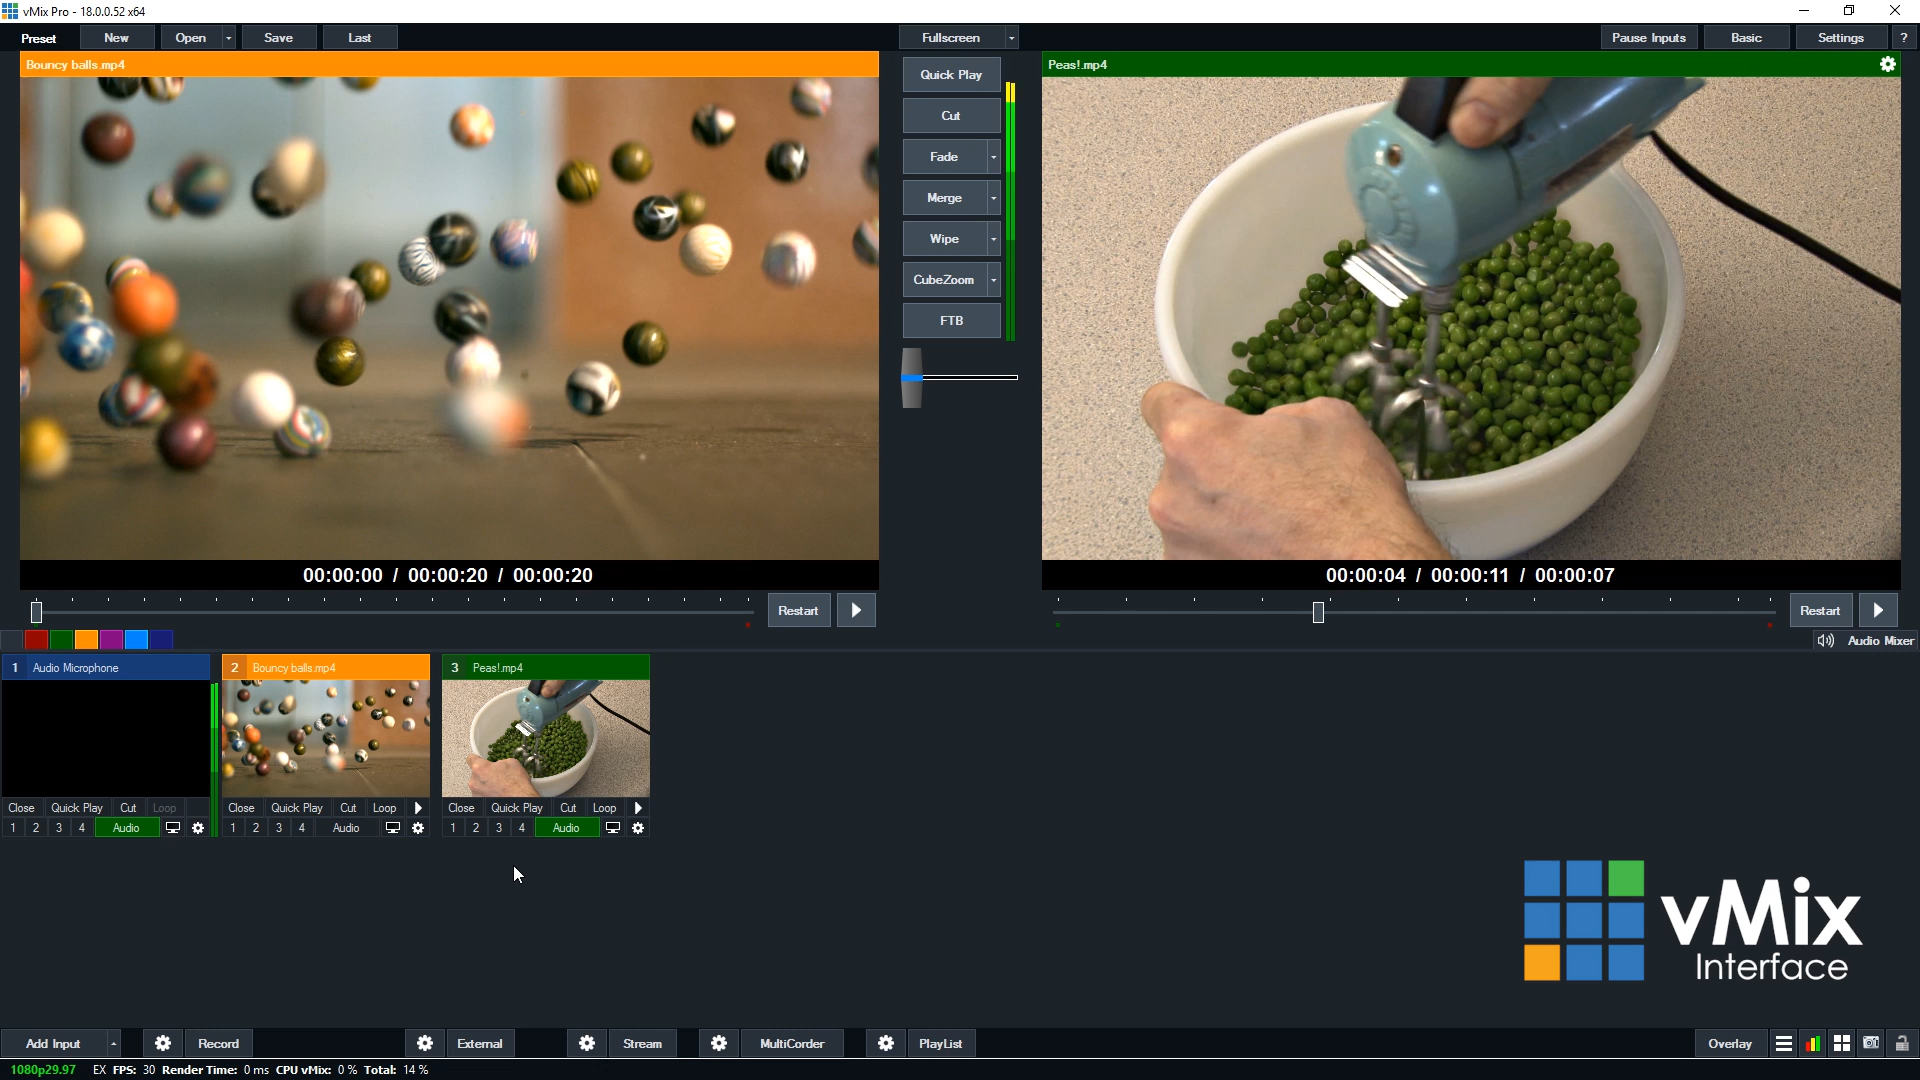 vMix Pro - 18.0.0.52 x64
Preset New Open Save Last Fullscreen Pause Inputs Basic Settings ?
Bouncy balls.mp4
Quick Play
Cut
Fade
Merge
Wipe
CubeZoom
FTB
Peas!.mp4
00:00:00 / 00:00:20 / 00:00:20
Restart
00:00:04 / 00:00:11 / 00:00:07
Restart
Audio Mixer
1 Audio Microphone
Close Quick Play Cut Loop
1 2 3 4 Audio
2 Bouncy balls.mp4
Close Quick Play Cut Loop
1 2 3 4 Audio
3 Peas!.mp4
Close Quick Play Cut Loop
1 2 3 4 Audio
vMix
Interface
Add Input Record External Stream MultiCorder PlayList Overlay
1080p29.97 EX FPS: 30 Render Time: 0 ms CPU vMix: 0 % Total: 14 %